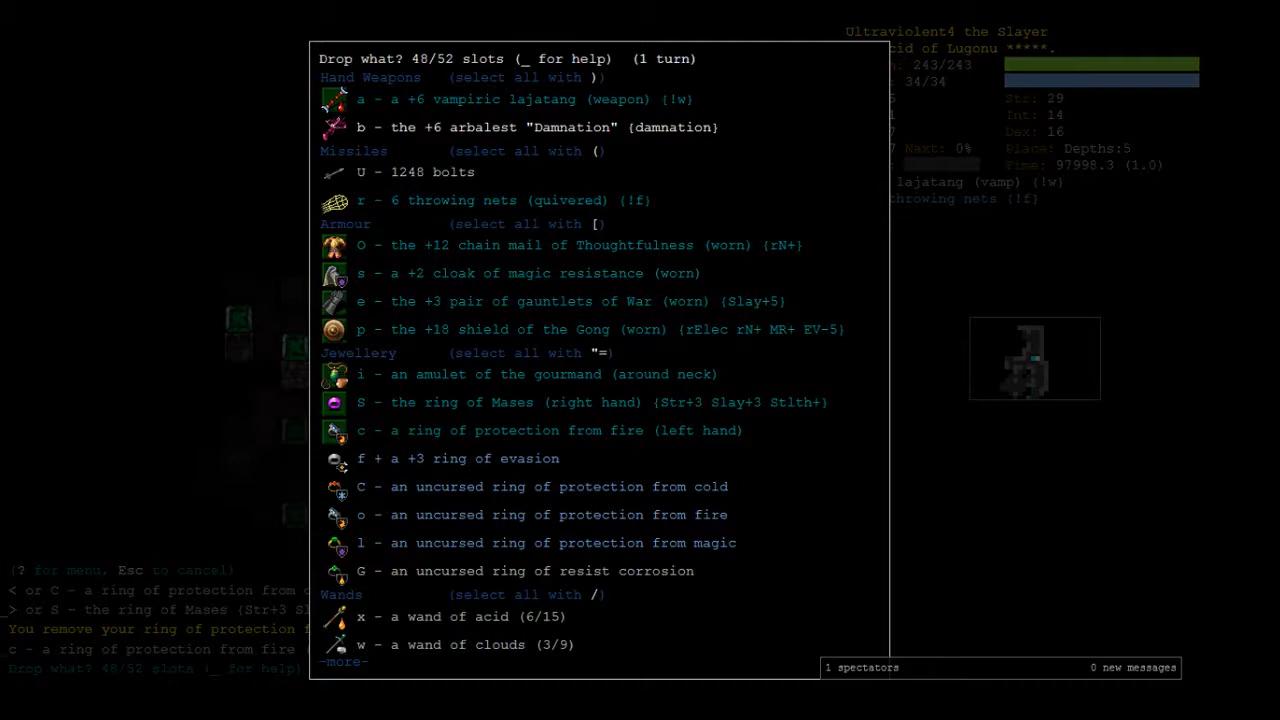 Ultraviolent4 the Slayer
Drop what? 48/52 slots (_ for help)   (1 turn)
cid of Lugonu *****.
: 243/243
Hand Weapons    (select all with ))
: 34/34
a - a +6 vampiric lajatang (weapon) {!w}
Str: 29
Int: 14
b - the +6 arbalest "Damnation" {damnation}
Dex: 16
Missiles    (select all with ()
Next: 0%   Place: Depths:5
Time: 97998.3 (1.0)
U - 1248 bolts
lajatang (vamp) {!w}
r - 6 throwing nets (quivered) {!f}
throwing nets {!f}
Armour    (select all with [)
O - the +12 chain mail of Thoughtfulness (worn) {rN+}
s - a +2 cloak of magic resistance (worn)
e - the +3 pair of gauntlets of War (worn) {Slay+5}
p - the +18 shield of the Gong (worn) {rElec rN+ MR+ EV-5}
Jewellery    (select all with "=)
i - an amulet of the gourmand (around neck)
S - the ring of Mases (right hand) {Str+3 Slay+3 Stlth+}
c - a ring of protection from fire (left hand)
f + a +3 ring of evasion
C - an uncursed ring of protection from cold
o - an uncursed ring of protection from fire
l - an uncursed ring of protection from magic
G - an uncursed ring of resist corrosion
(? for menu, Esc to cancel)
< or C - a ring of protection from c
Wands    (select all with /)
_> or S - the ring of Mases {Str+3 Sl
x - a wand of acid (6/15)
You remove your ring of protection f
w - a wand of clouds (3/9)
c - a ring of protection from fire (
-more-
Drop what? 48/52 slots (_ for help)
1 spectators   0 new messages